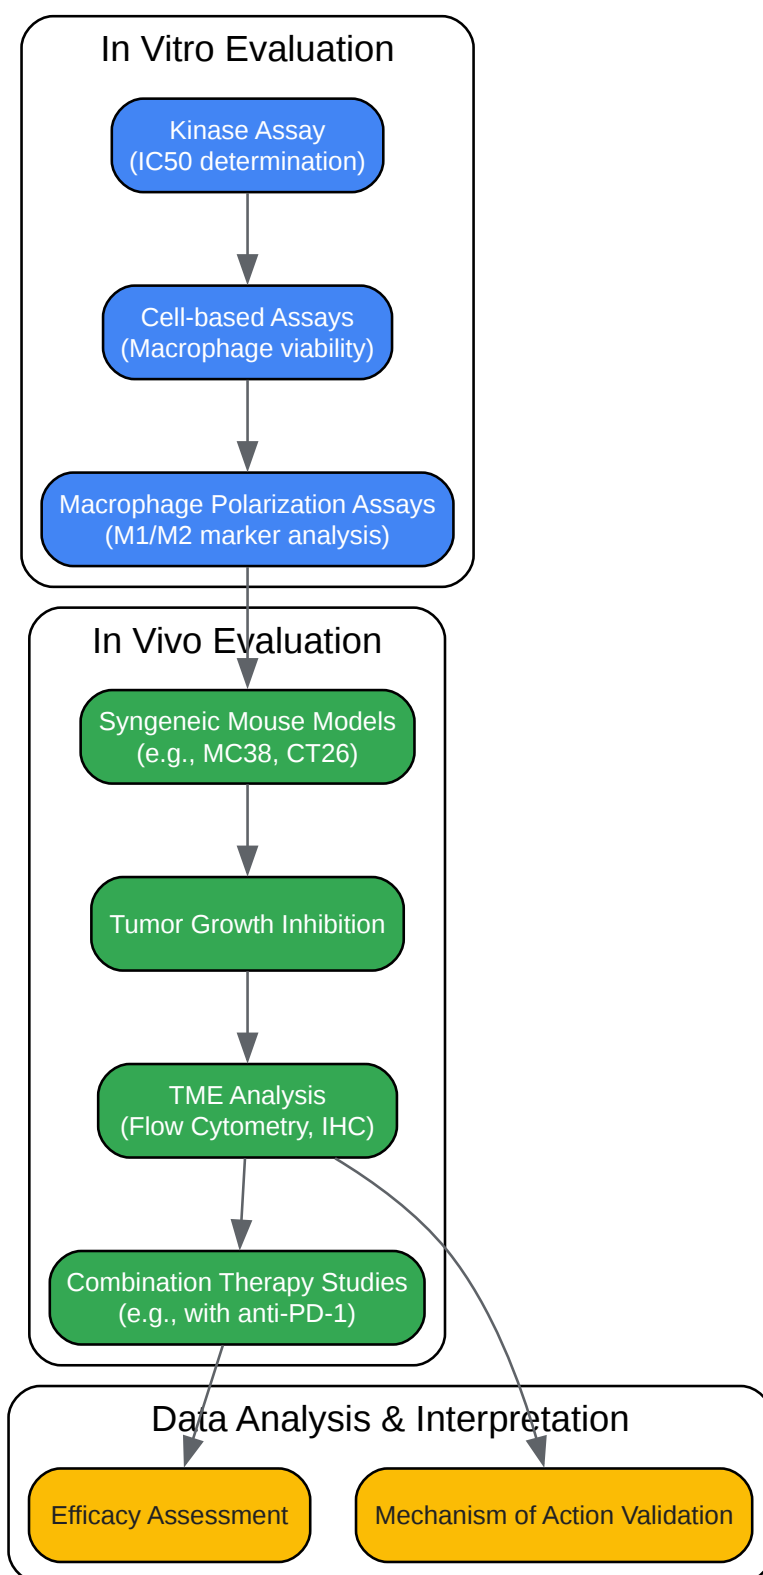 In Vitro Evaluation
Kinase Assay
(IC50 determination)
Cell-based Assays
(Macrophage viability)
Macrophage Polarization Assays
(M1/M2 marker analysis)
In Vivo Evaluation
Syngeneic Mouse Models
(e.g., MC38, CT26)
Tumor Growth Inhibition
TME Analysis
(Flow Cytometry, IHC)
Combination Therapy Studies
(e.g., with anti-PD-1)
Data Analysis & Interpretation
Efficacy Assessment
Mechanism of Action Validation